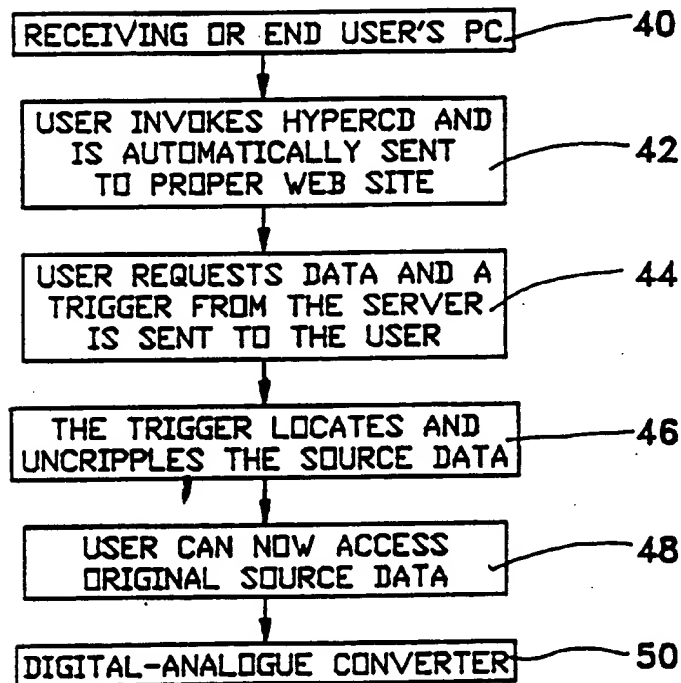 RECEIVING OR END USER'S PC
40
USER INVOKES HYPERCD AND
IS AUTOMATICALLY SENT
TO PROPER WEB SITE
42
USER REQUESTS DATA AND A
TRIGGER FROM THE SERVER
IS SENT TO THE USER
44
THE TRIGGER LOCATES AND
UNCRIPPLES THE SOURCE DATA
46
USER CAN NOW ACCESS
ORIGINAL SOURCE DATA
48
DIGITAL-ANALOGUE CONVERTER
50